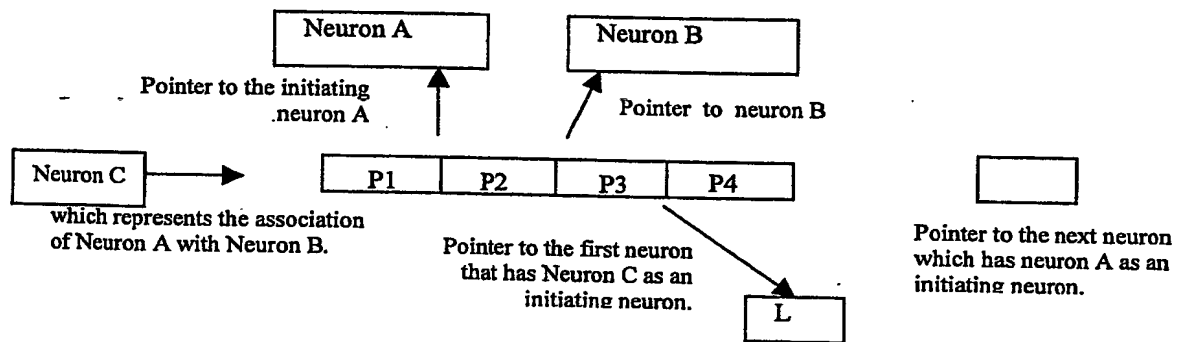 Neuron A
Neuron B
Pointer to the initiating
.neuron A
Pointer to neuron B
Neuron C
P1 P2 P3 P4
which represents the association
of Neuron A with Neuron B.
Pointer to the first neuron
that has Neuron C as an
initiating neuron.
L
Pointer to the next neuron
which has neuron A as an
initiating neuron.